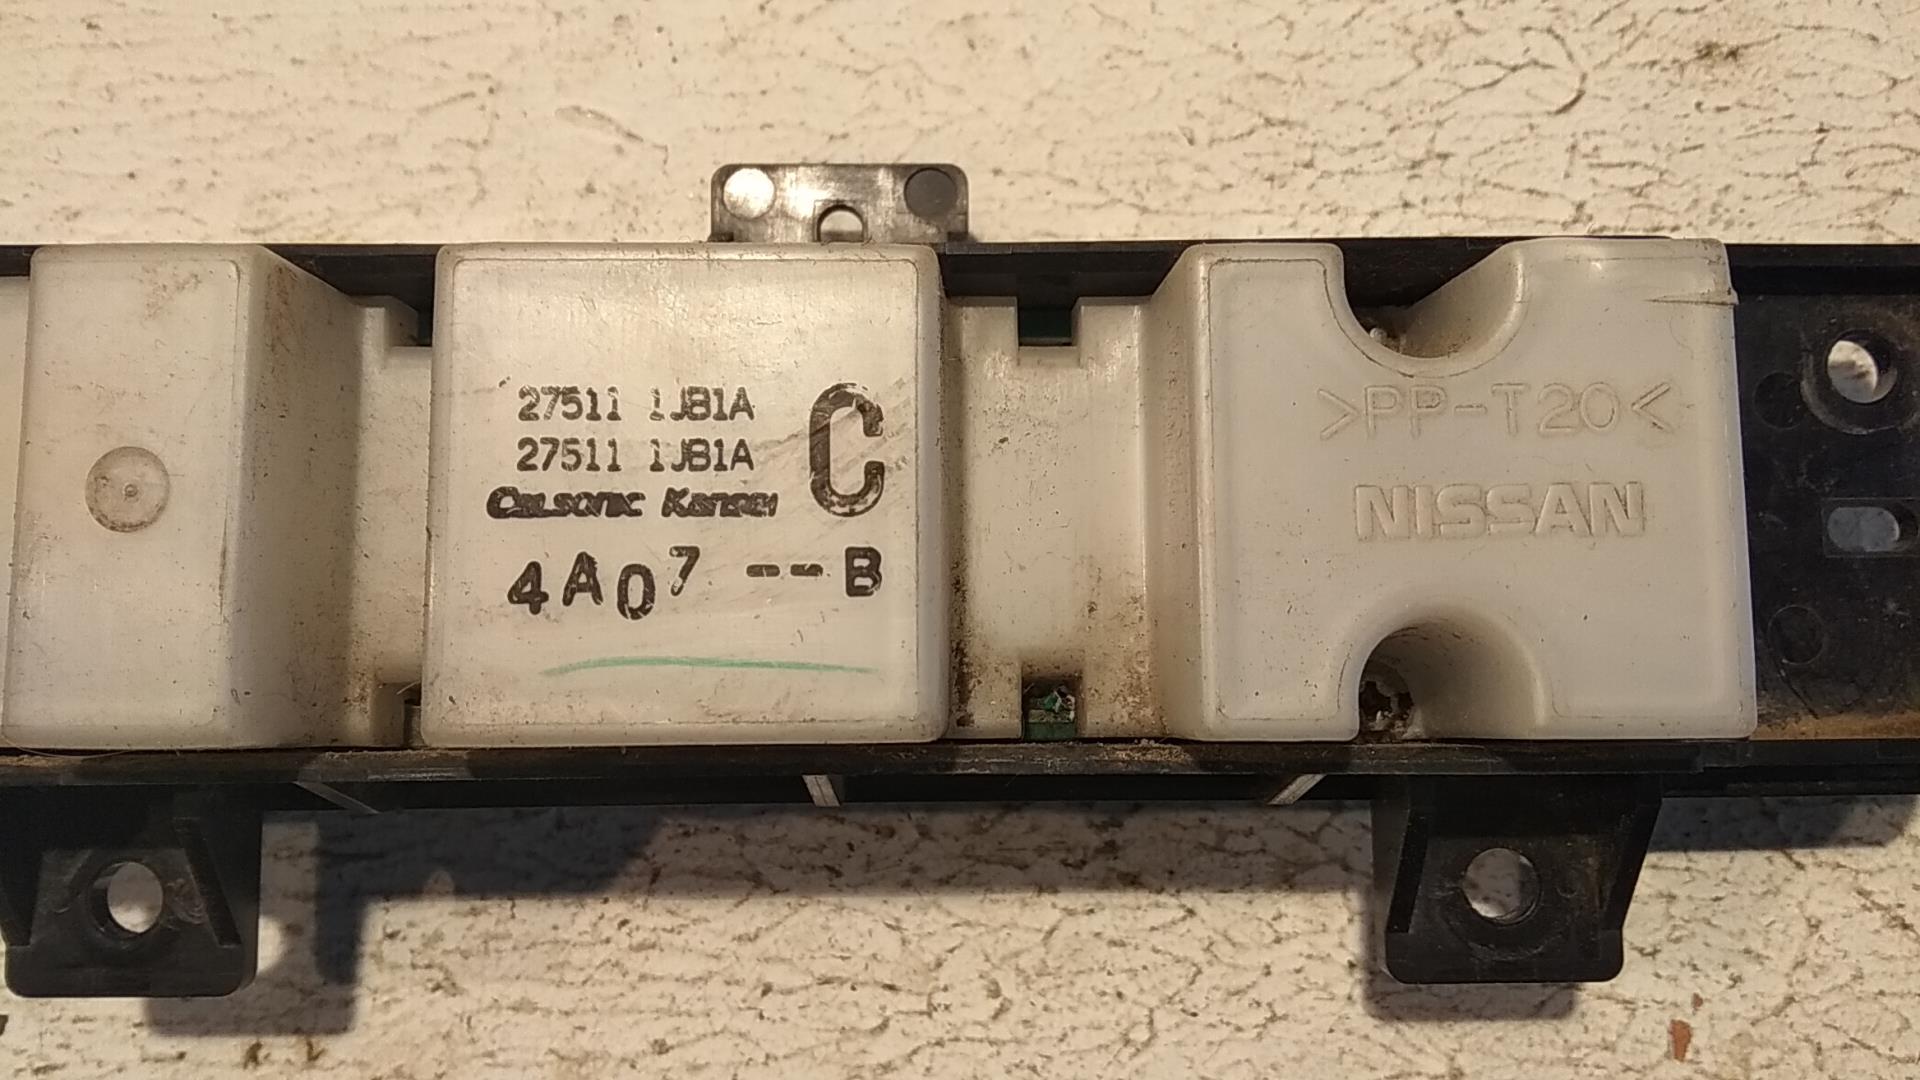 27511 1JB1A
27511 1JB1A
C
Calsonic Kansei
4A07 --B
>PP-T20<
NISSAN